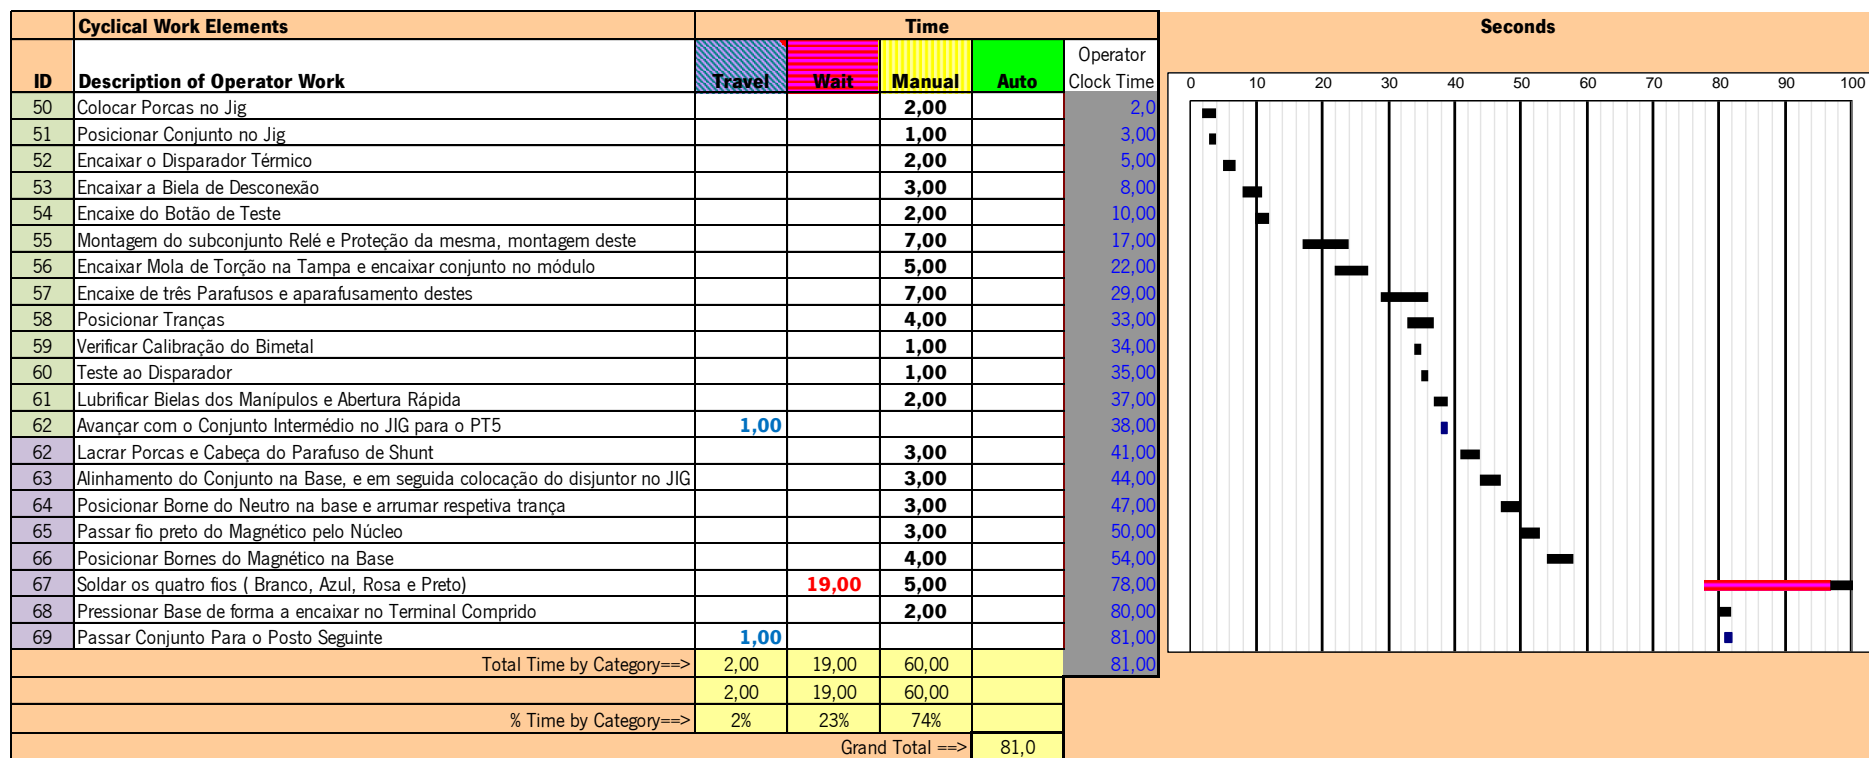 Cyclical Work Elements Time Seconds
ID Description of Operator Work Travel Wait Manual Auto Operator Clock Time
0 10 20 30 40 50 60 70 80 90 100
50 Colocar Porcas no Jig 2,00 2,0
51 Posicionar Conjunto no Jig 1,00 3,00
52 Encaixar o Disparador Térmico 2,00 5,00
53 Encaixar a Biela de Desconexão 3,00 8,00
54 Encaixe do Botão de Teste 2,00 10,00
55 Montagem do subconjunto Relé e Proteção da mesma, montagem deste 7,00 17,00
56 Encaixar Mola de Torção na Tampa e encaixar conjunto no módulo 5,00 22,00
57 Encaixe de três Parafusos e aparafusamento destes 7,00 29,00
58 Posicionar Tranças 4,00 33,00
59 Verificar Calibração do Bimetal 1,00 34,00
60 Teste ao Disparador 1,00 35,00
61 Lubrificar Bielas dos Manípulos e Abertura Rápida 2,00 37,00
62 Avançar com o Conjunto Intermédio no JIG para o PT5 1,00 38,00
62 Lacrar Porcas e Cabeça do Parafuso de Shunt 3,00 41,00
63 Alinhamento do Conjunto na Base, e em seguida colocação do disjuntor no JIG 3,00 44,00
64 Posicionar Borne do Neutro na base e arrumar respetiva trança 3,00 47,00
65 Passar fio preto do Magnético pelo Núcleo 3,00 50,00
66 Posicionar Bornes do Magnético na Base 4,00 54,00
67 Soldar os quatro fios ( Branco, Azul, Rosa e Preto) 19,00 5,00 78,00
68 Pressionar Base de forma a encaixar no Terminal Comprido 2,00 80,00
69 Passar Conjunto Para o Posto Seguinte 1,00 81,00
Total Time by Category==> 2,00 19,00 60,00 81,00
2,00 19,00 60,00
% Time by Category==> 2% 23% 74%
Grand Total ==> 81,0